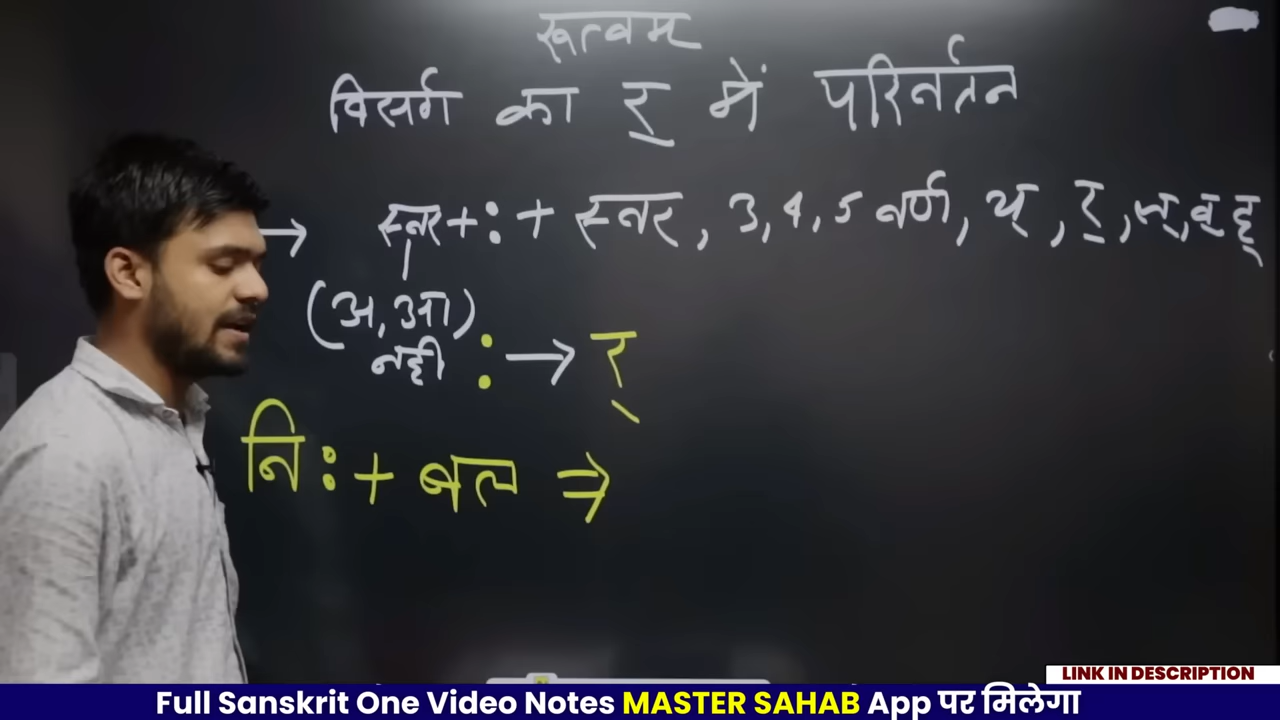 रूत्वम
विसर्ग का र् में परिवर्तन
→ स्वर + : + स्वर, 3, 4, 5 वर्ण, य्, र्, ल्, व् ह्
(अ, आ)
नही : → र्
नि : + बल ⇒
LINK IN DESCRIPTION
Full Sanskrit One Video Notes MASTER SAHAB App पर मिलेगा